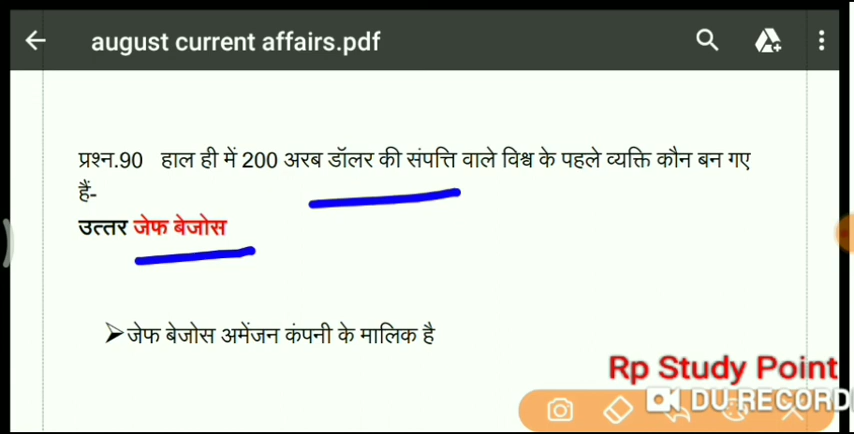 august current affairs.pdf
प्रश्न.90 हाल ही में 200 अरब डॉलर की संपत्ति वाले विश्व के पहले व्यक्ति कौन बन गए
हैं-
उत्तर जेफ बेजोस
➢जेफ बेजोस अमेंजन कंपनी के मालिक है
Rp Study Point
DU RECORD